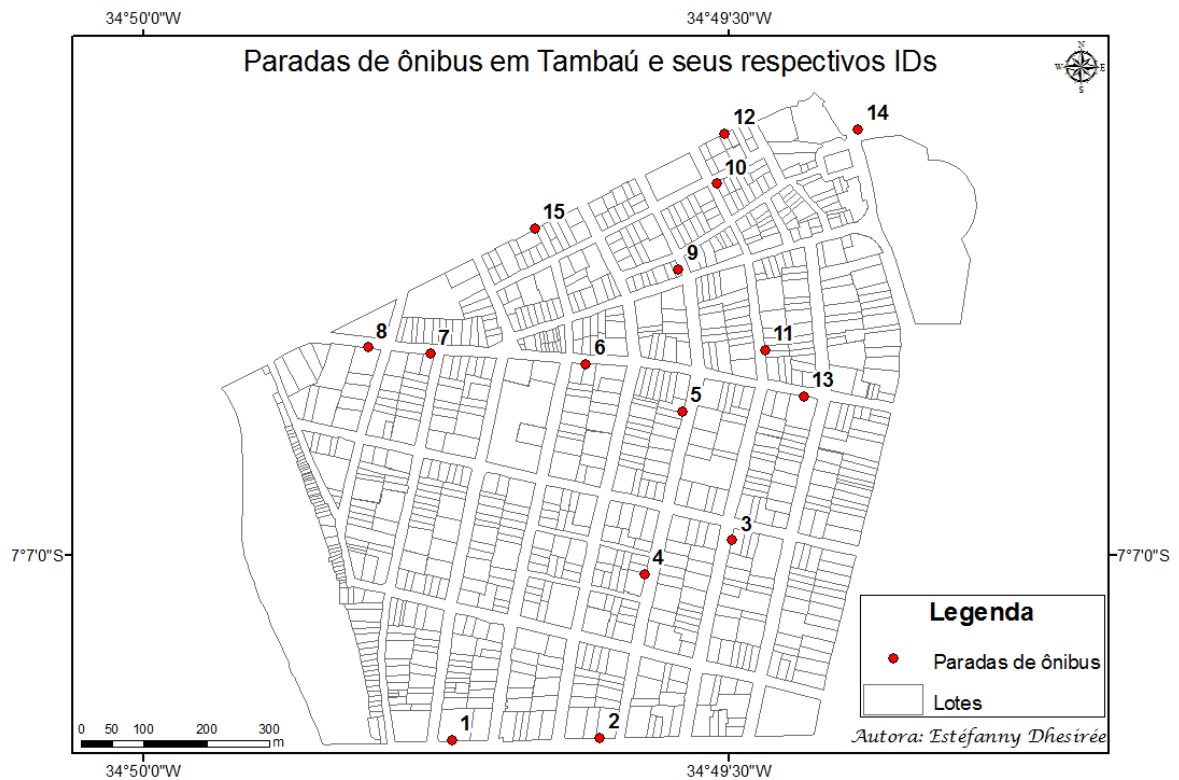 34°50'0"W 34°49'30"W
Paradas de ônibus em Tambaú e seus respectivos IDs
N
W E
S
12
14
10
15
9
8
7
6
11
13
5
3
4
7°7'0"S 7°7'0"S
Legenda
Paradas de ônibus
Lotes
1
2
0 50 100 200 300
m
Autora: Estéfanny Dhesirée
34°50'0"W 34°49'30"W